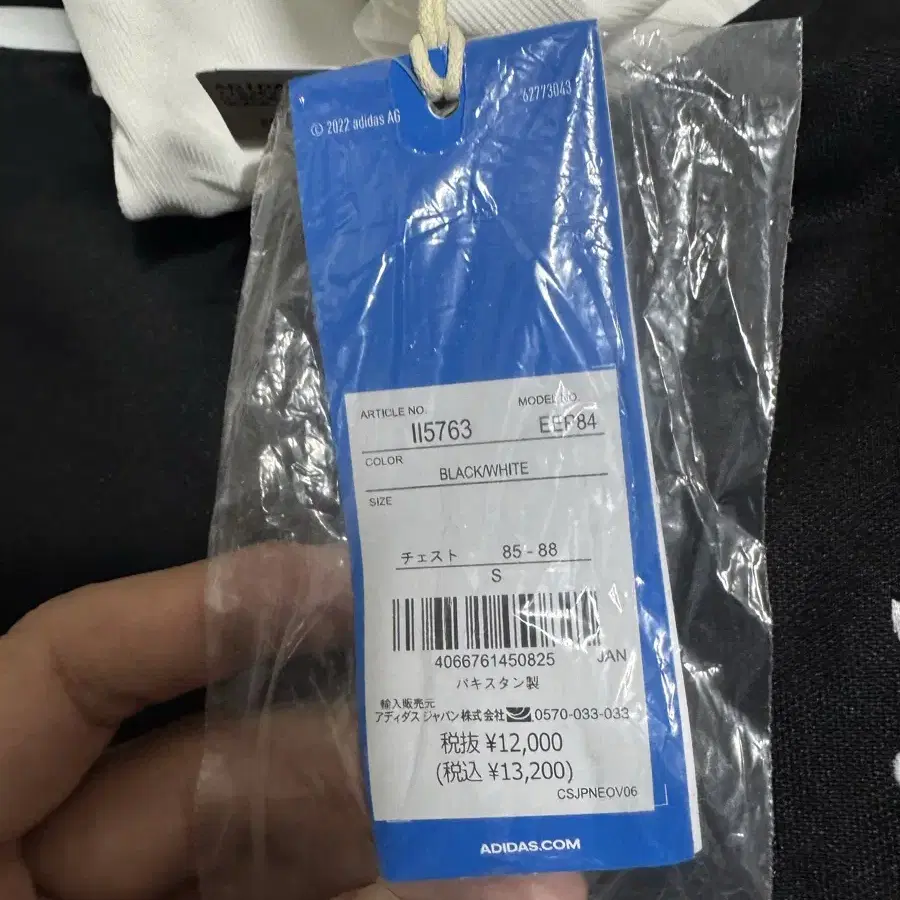 © 2022 adidas AG
62773043
ARTICLE NO.
MODEL NO.
II5763
EEP84
COLOR
BLACK/WHITE
SIZE
チェスト 85 - 88
S
4066761450825 JAN
パキスタン製
輸入販売元
アディダス ジャパン株式会社 0570-033-033
税抜 ¥12,000
(税込 ¥13,200)
CSJPNEOV06
ADIDAS.COM